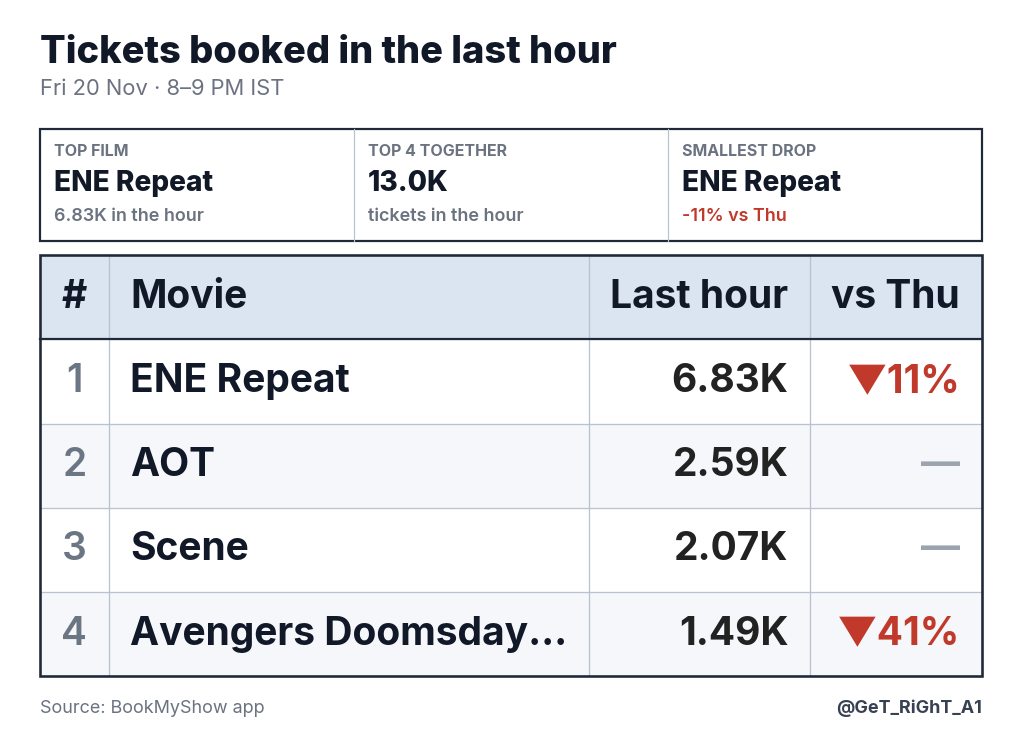 Tickets booked in the last hour
Fri 20 Nov · 8–9 PM IST
TOP FILM
ENE Repeat
6.83K in the hour
TOP 4 TOGETHER
13.0K
tickets in the hour
SMALLEST DROP
ENE Repeat
-11% vs Thu
# Movie Last hour vs Thu
1 ENE Repeat 6.83K ▼11%
2 AOT 2.59K —
3 Scene 2.07K —
4 Avengers Doomsday... 1.49K ▼41%
Source: BookMyShow app
@GeT_RiGhT_A1